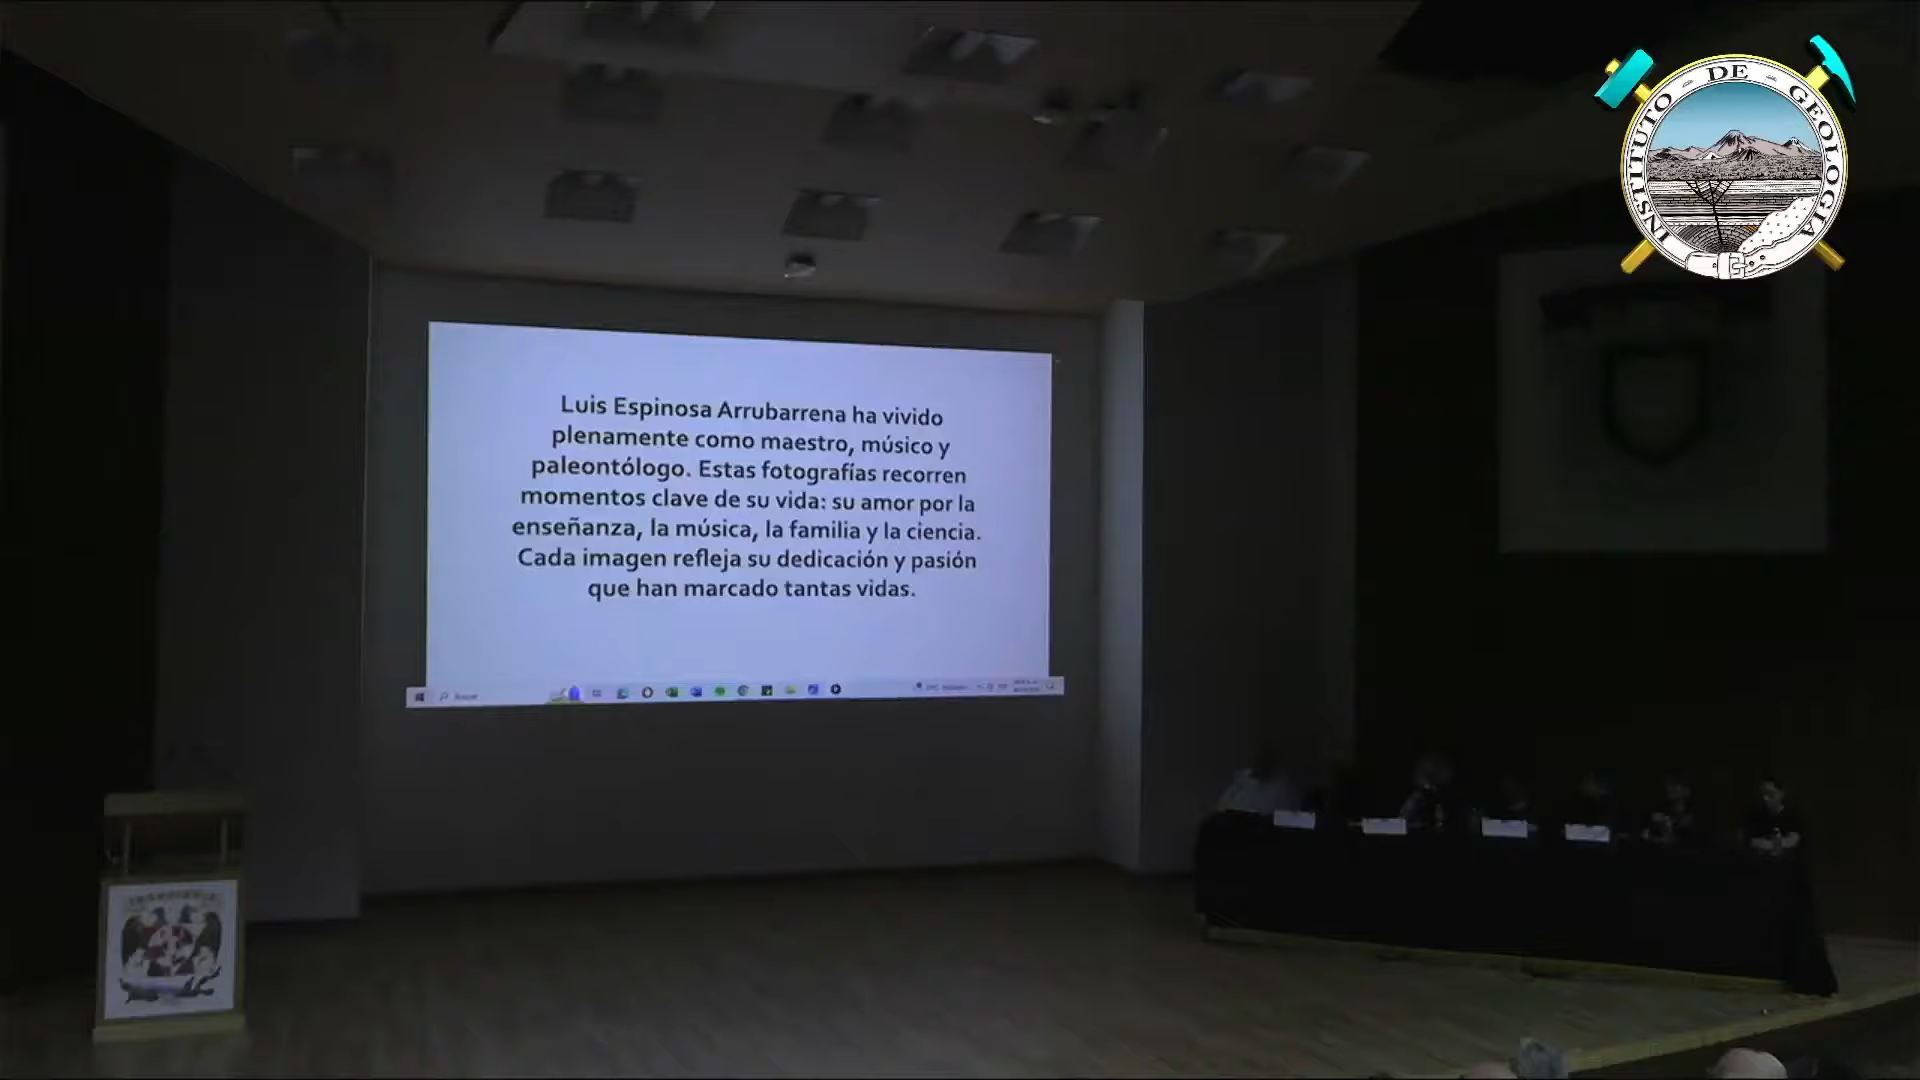 INSTITUTO DE GEOLOGIA
Luis Espinosa Arrubarrena ha vivido
plenamente como maestro, músico y
paleontólogo. Estas fotografías recorren
momentos clave de su vida: su amor por la
enseñanza, la música, la familia y la ciencia.
Cada imagen refleja su dedicación y pasión
que han marcado tantas vidas.
Buscar